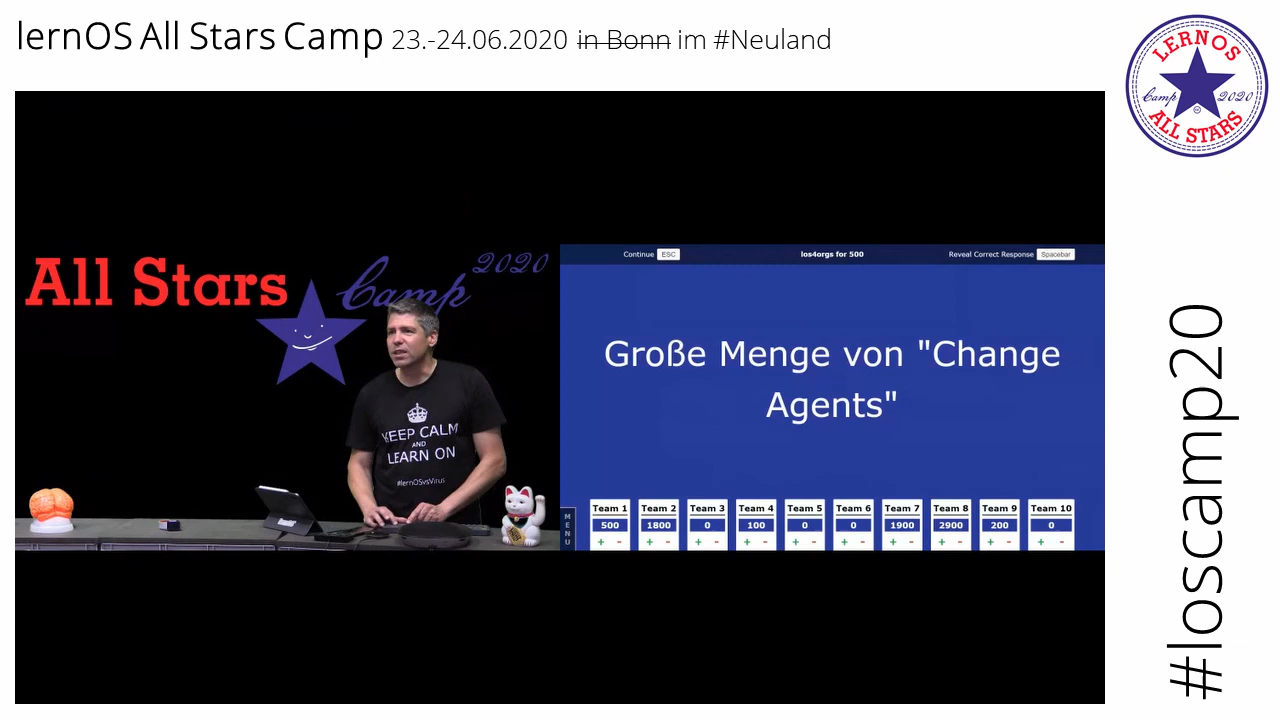 lernOS All Stars Camp 23.-24.06.2020 in Bonn im #Neuland
LERNOS
Camp 2020
ALL STARS
All Stars Camp 2020
KEEP CALM
AND
LEARN ON
#lernOSvsVirus
Continue ESC los4orgs for 500 Reveal Correct Response Spacebar
Große Menge von "Change
Agents"
MENU
Team 1 Team 2 Team 3 Team 4 Team 5 Team 6 Team 7 Team 8 Team 9 Team 10
500 1800 0 100 0 0 1900 2900 200 0
+ - + - + - + - + - + - + - + - + - + -
#loscamp20